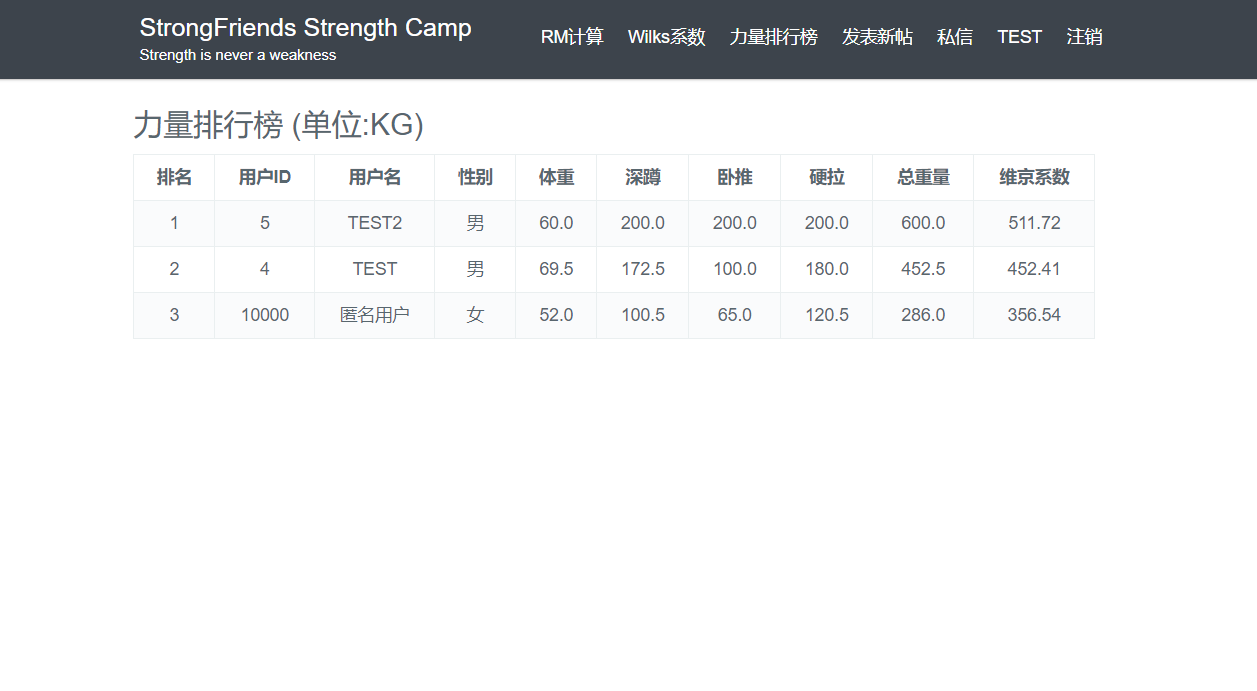 StrongFriends Strength Camp
Strength is never a weakness
RM计算 Wilks系数 力量排行榜 发表新帖 私信 TEST 注销
力量排行榜 (单位:KG)
排名 用户ID 用户名 性别 体重 深蹲 卧推 硬拉 总重量 维京系数
1 5 TEST2 男 60.0 200.0 200.0 200.0 600.0 511.72
2 4 TEST 男 69.5 172.5 100.0 180.0 452.5 452.41
3 10000 匿名用户 女 52.0 100.5 65.0 120.5 286.0 356.54